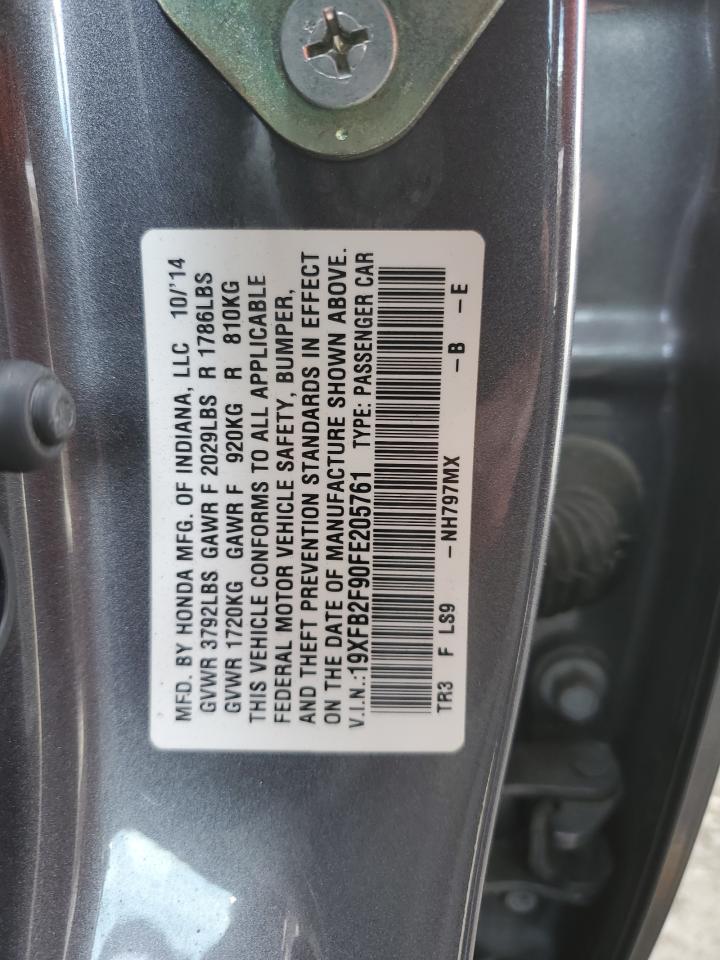 MFD. BY HONDA MFG. OF INDIANA, LLC 10/'14
GVWR 3792LBS GAWR F 2029LBS R 1786LBS
GVWR 1720KG GAWR F 920KG R 810KG
THIS VEHICLE CONFORMS TO ALL APPLICABLE
FEDERAL MOTOR VEHICLE SAFETY, BUMPER,
AND THEFT PREVENTION STANDARDS IN EFFECT
ON THE DATE OF MANUFACTURE SHOWN ABOVE.
V.I.N.:19XFB2F90FE205761 TYPE: PASSENGER CAR
TR3 F LS9 -NH797MX -B -E